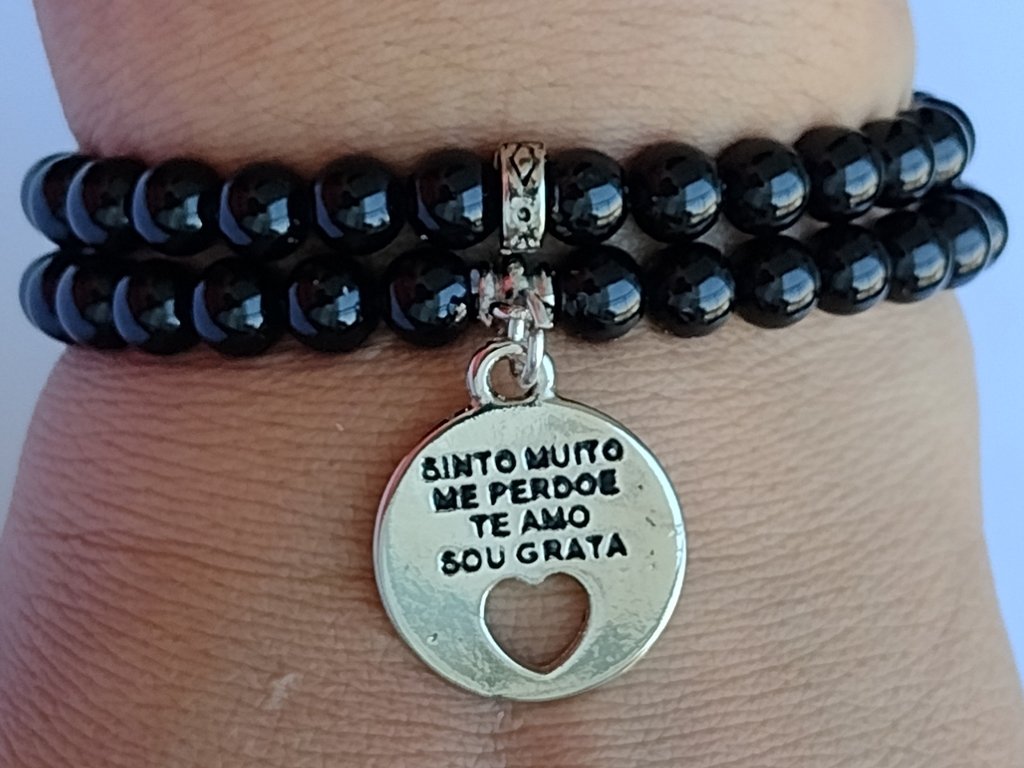 SINTO MUITO
ME PERDOE
TE AMO
SOU GRATA